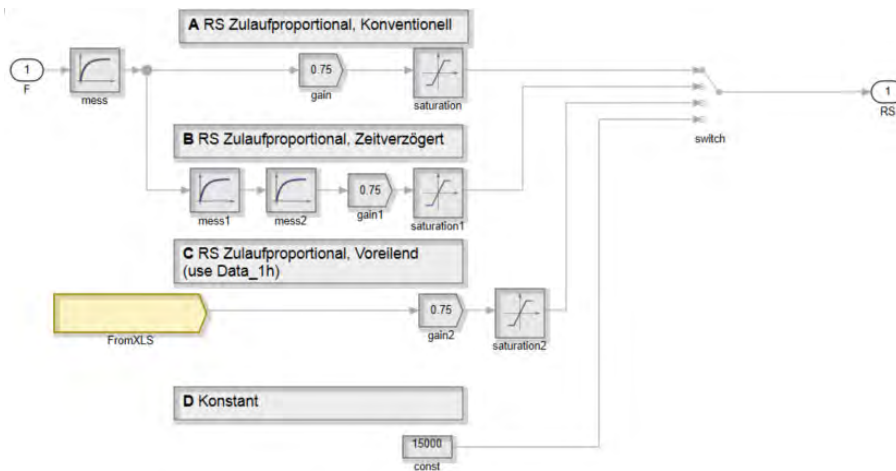 A RS Zulaufproportional, Konventionell
1
F
mess
0.75
gain
saturation
switch
1
RS
B RS Zulaufproportional, Zeitverzögert
mess1
mess2
0.75
gain1
saturation1
C RS Zulaufproportional, Voreilend
(use Data_1h)
FromXLS
0.75
gain2
saturation2
D Konstant
15000
const